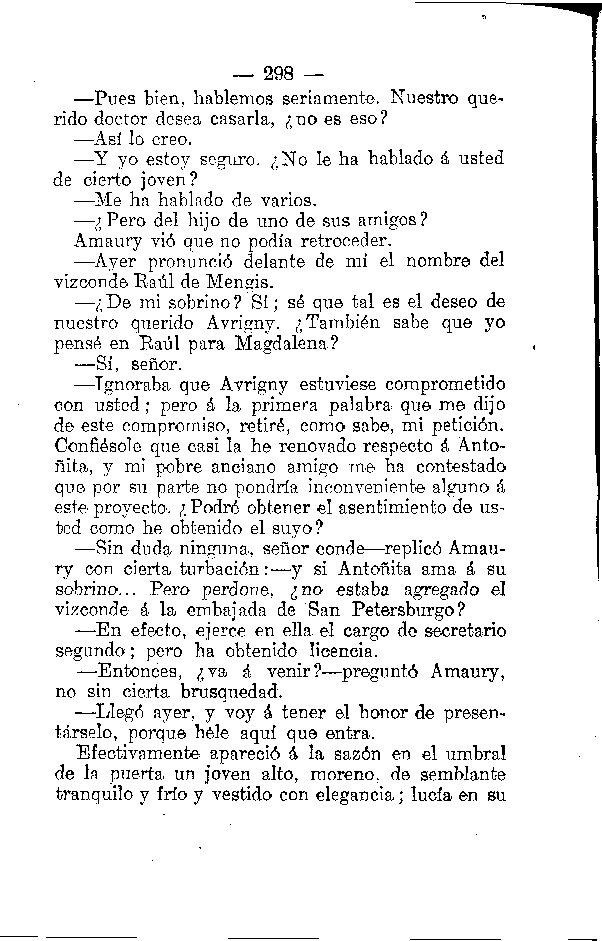 — 298 —
—Pues bien, hablemos seriamente. Nuestro que-
rido doctor desea casarla, ¿no es eso?
—Así lo creo.
—Y yo estoy seguro. ¿No le ha hablado á usted
de cierto joven?
—Me ha hablado de varios.
—¿Pero del hijo de uno de sus amigos?
Amaury vió que no podía retroceder.
—Ayer pronunció delante de mí el nombre del
vizconde Raúl de Mengis.
—¿De mi sobrino? Sí; sé que tal es el deseo de
nuestro querido Avrigny. ¿También sabe que yo
pensé en Raúl para Magdalena?
—Sí, señor.
—Ignoraba que Avrigny estuviese comprometido
con usted; pero á la primera palabra que me dijo
de este compromiso, retiré, como sabe, mi petición.
Confiésole que casi la he renovado respecto á Anto-
ñita, y mi pobre anciano amigo me ha contestado
que por su parte no pondría inconveniente alguno á
este proyecto. ¿Podré obtener el asentimiento de us-
ted como he obtenido el suyo?
—Sin duda ninguna, señor conde—replicó Amau-
ry con cierta turbación:—y si Antoñita ama á su
sobrino... Pero perdone, ¿no estaba agregado el
vizconde á la embajada de San Petersburgo?
—En efecto, ejerce en ella el cargo de secretario
segundo; pero ha obtenido licencia.
—Entonces, ¿va á venir?—preguntó Amaury,
no sin cierta brusquedad.
—Llegó ayer, y voy á tener el honor de presen-
társelo, porque héle aquí que entra.
Efectivamente apareció á la sazón en el umbral
de la puerta un joven alto, moreno, de semblante
tranquilo y frío y vestido con elegancia; lucía en su